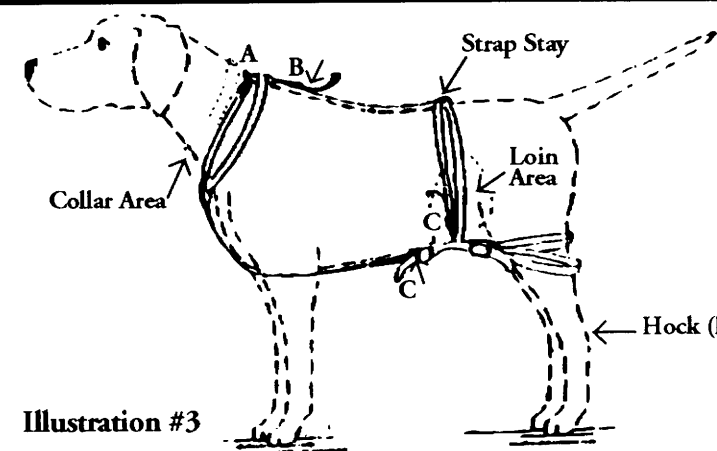 A
B
Strap Stay
Loin
Area
Collar Area
C
C
Hock (
Illustration #3